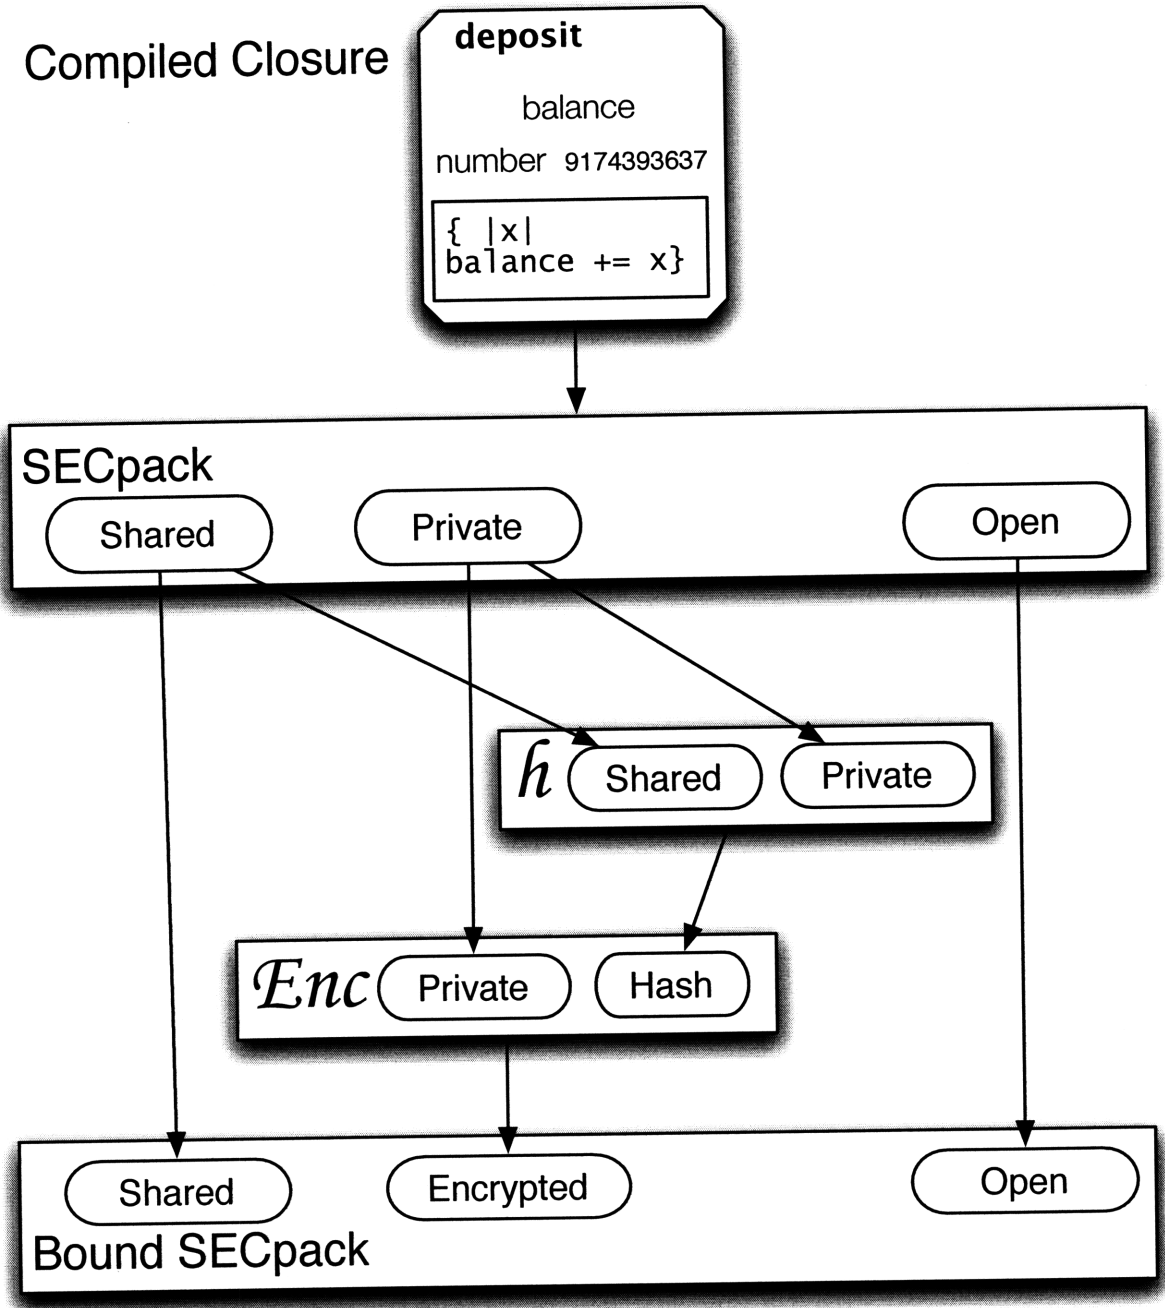 Compiled Closure
deposit
balance
number 9174393637
{ |x|
balance += x}
SECpack
Shared
Private
Open
h Shared Private
Enc Private Hash
Shared
Encrypted
Open
Bound SECpack